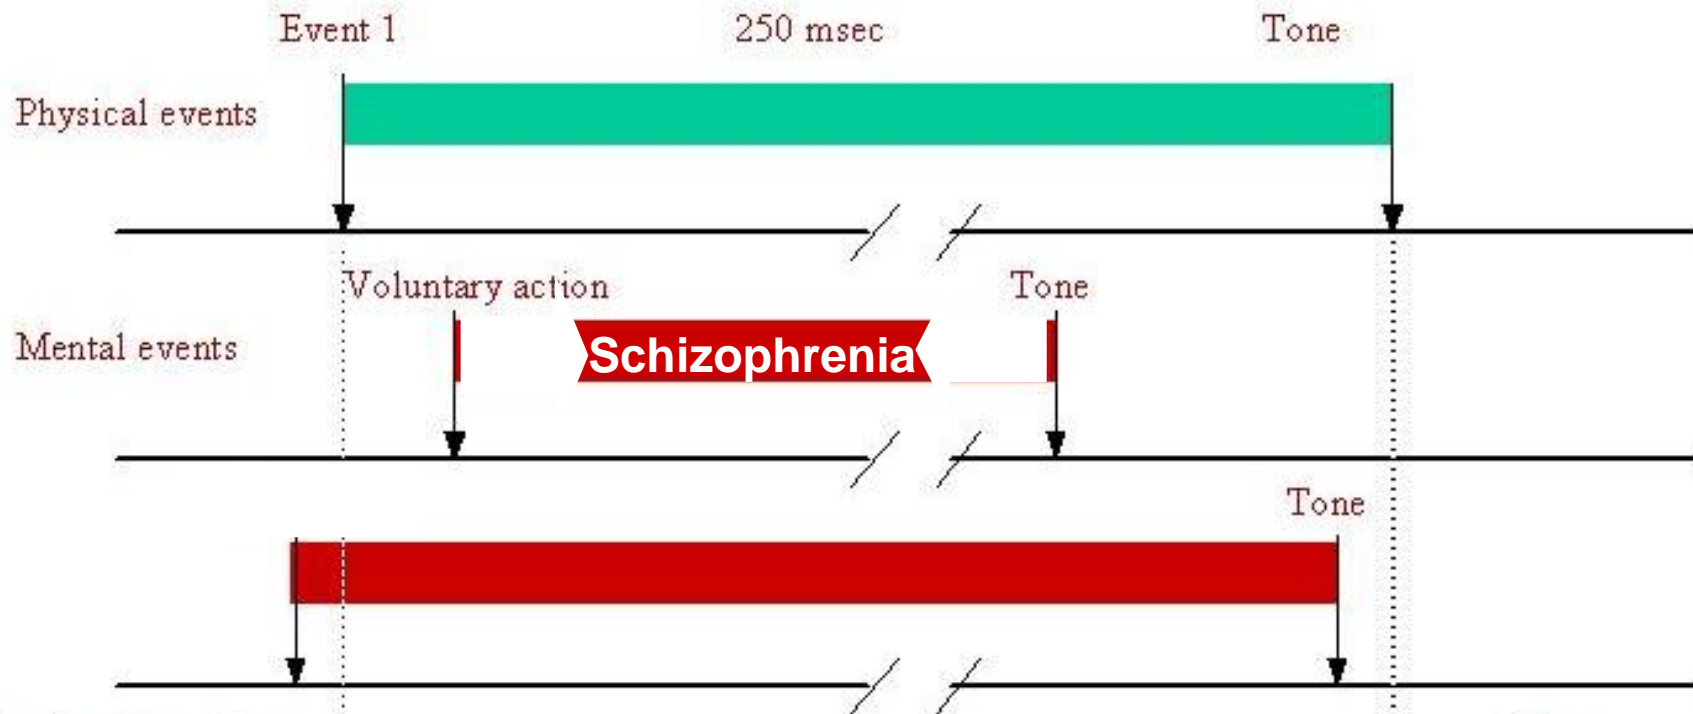 Event 1 250 msec Tone
Physical events
Voluntary action Tone
Mental events
Schizophrenia
Tone